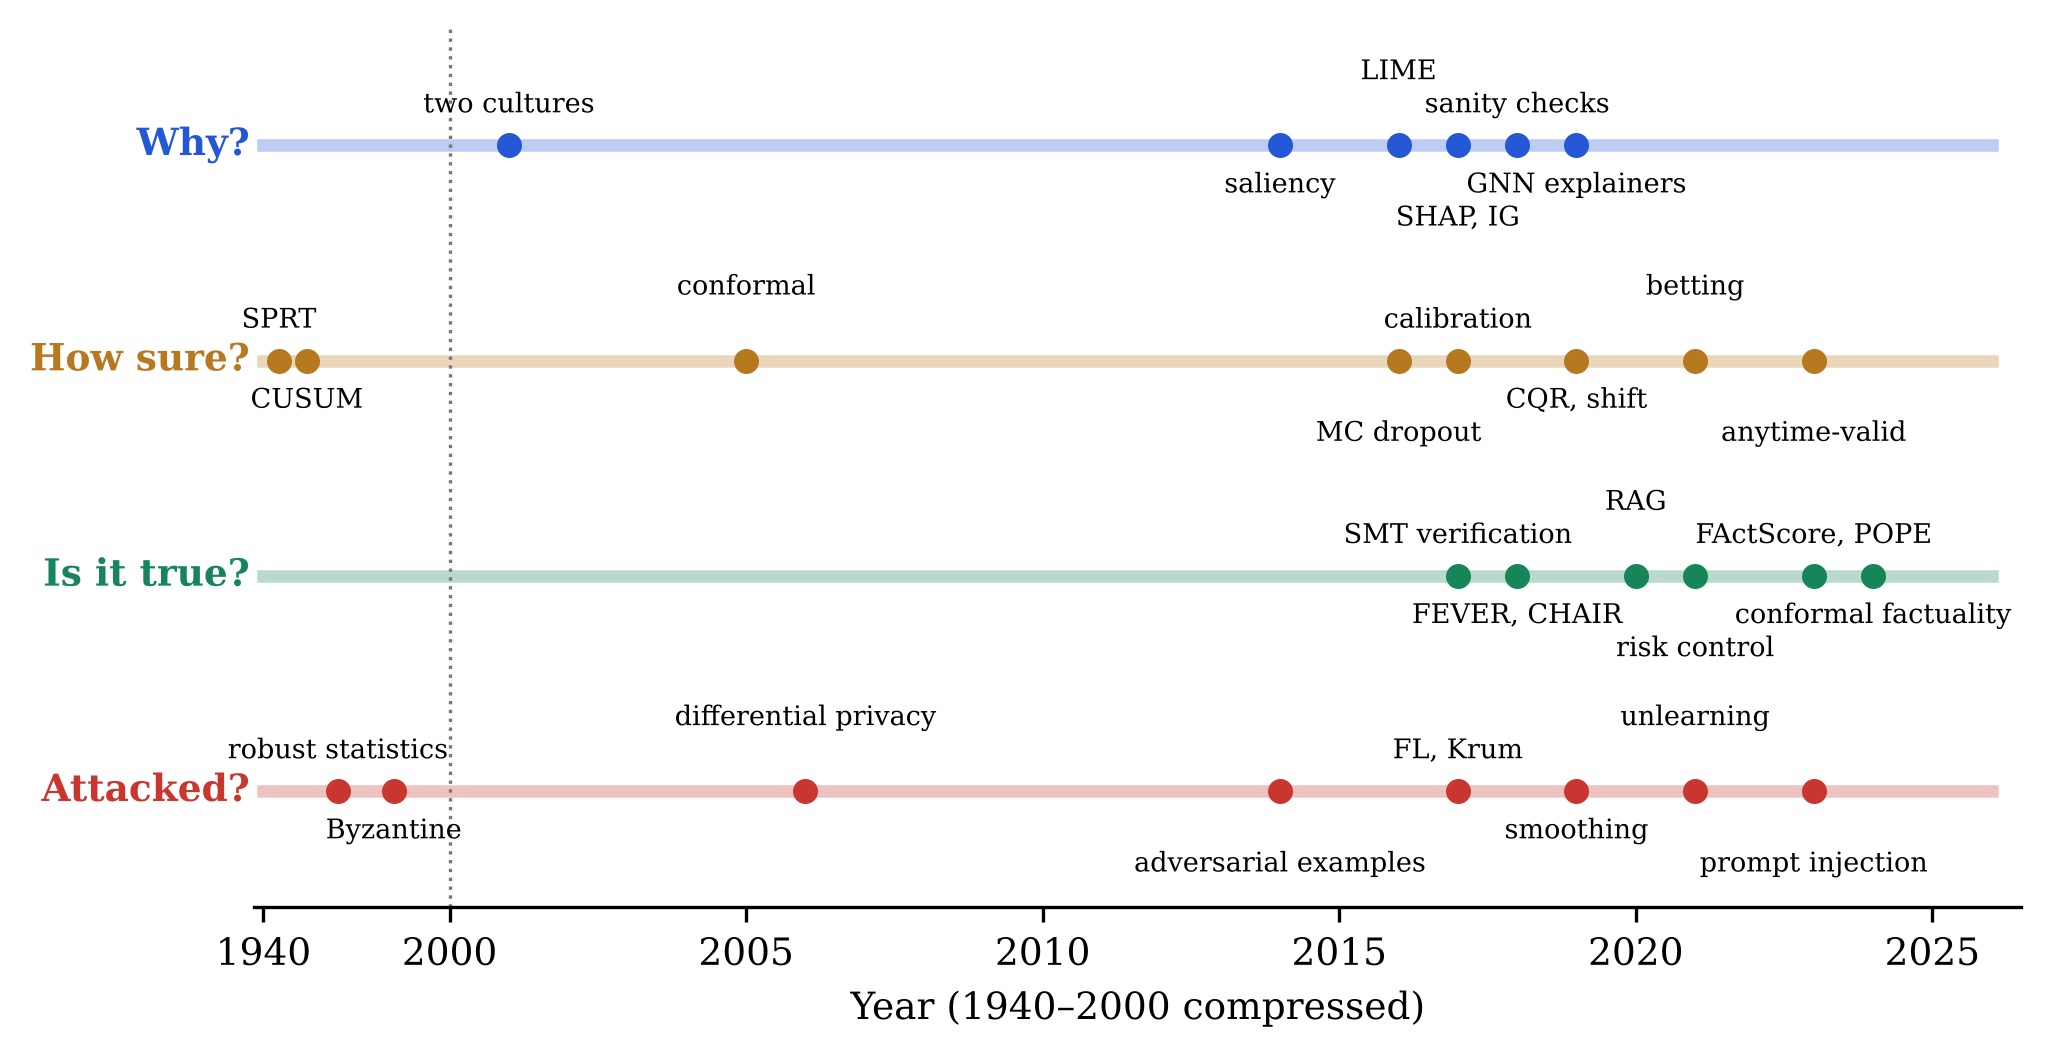 LIME
two cultures
sanity checks
Why?
saliency
GNN explainers
SHAP, IG
conformal
betting
SPRT
calibration
How sure?
CUSUM
CQR, shift
MC dropout
anytime-valid
RAG
SMT verification
FActScore, POPE
Is it true?
FEVER, CHAIR
conformal factuality
risk control
differential privacy
unlearning
robust statistics
FL, Krum
Attacked?
Byzantine
smoothing
adversarial examples
prompt injection
1940 2000 2005 2010 2015 2020 2025
Year (1940–2000 compressed)